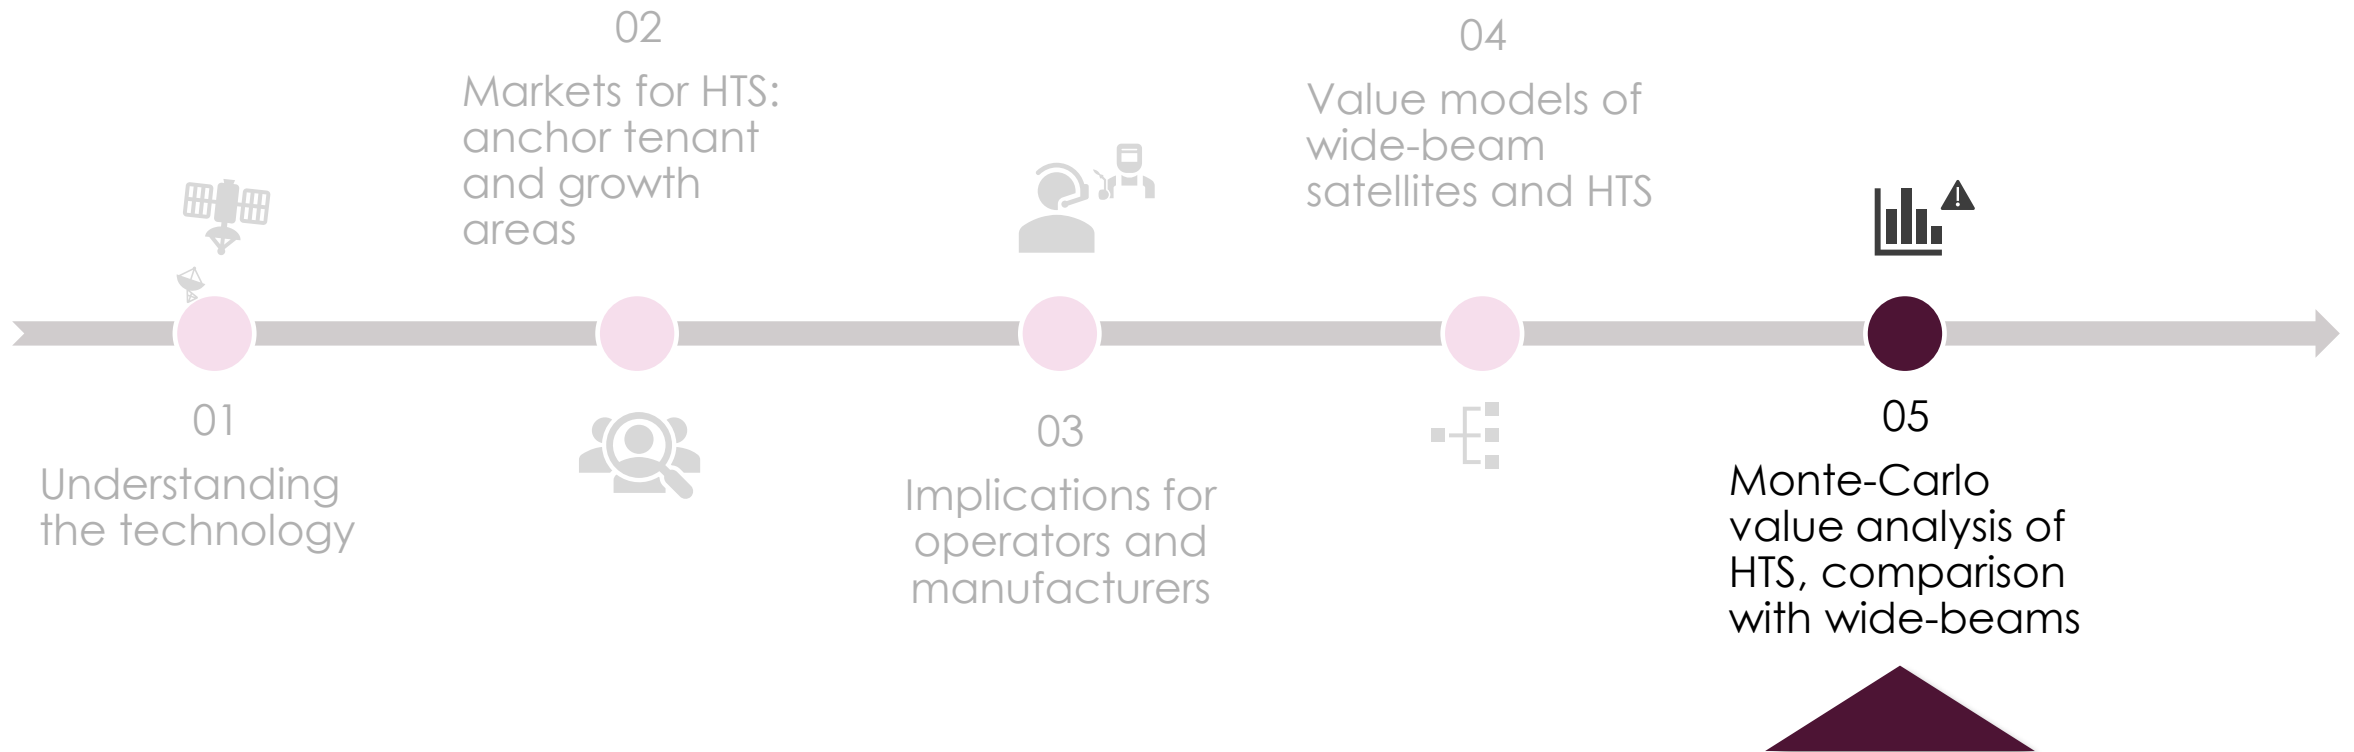 01
Understanding
the technology
02
Markets for HTS:
anchor tenant
and growth
areas
03
Implications for
operators and
manufacturers
04
Value models of
wide-beam
satellites and HTS
05
Monte-Carlo
value analysis of
HTS, comparison
with wide-beams